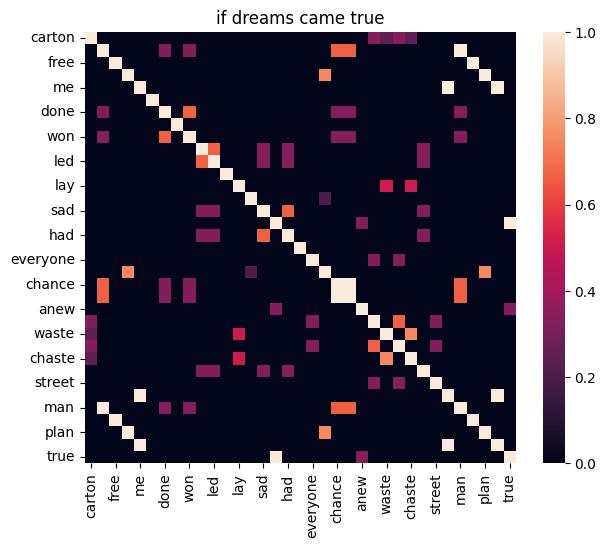 if dreams came true
carton
free
me
done
won
led
lay
sad
had
everyone
chance
anew
waste
chaste
street
man
plan
true
1.0
0.8
0.6
0.4
0.2
0.0
carton
free
me
done
won
led
lay
sad
had
everyone
chance
anew
waste
chaste
street
man
plan
true